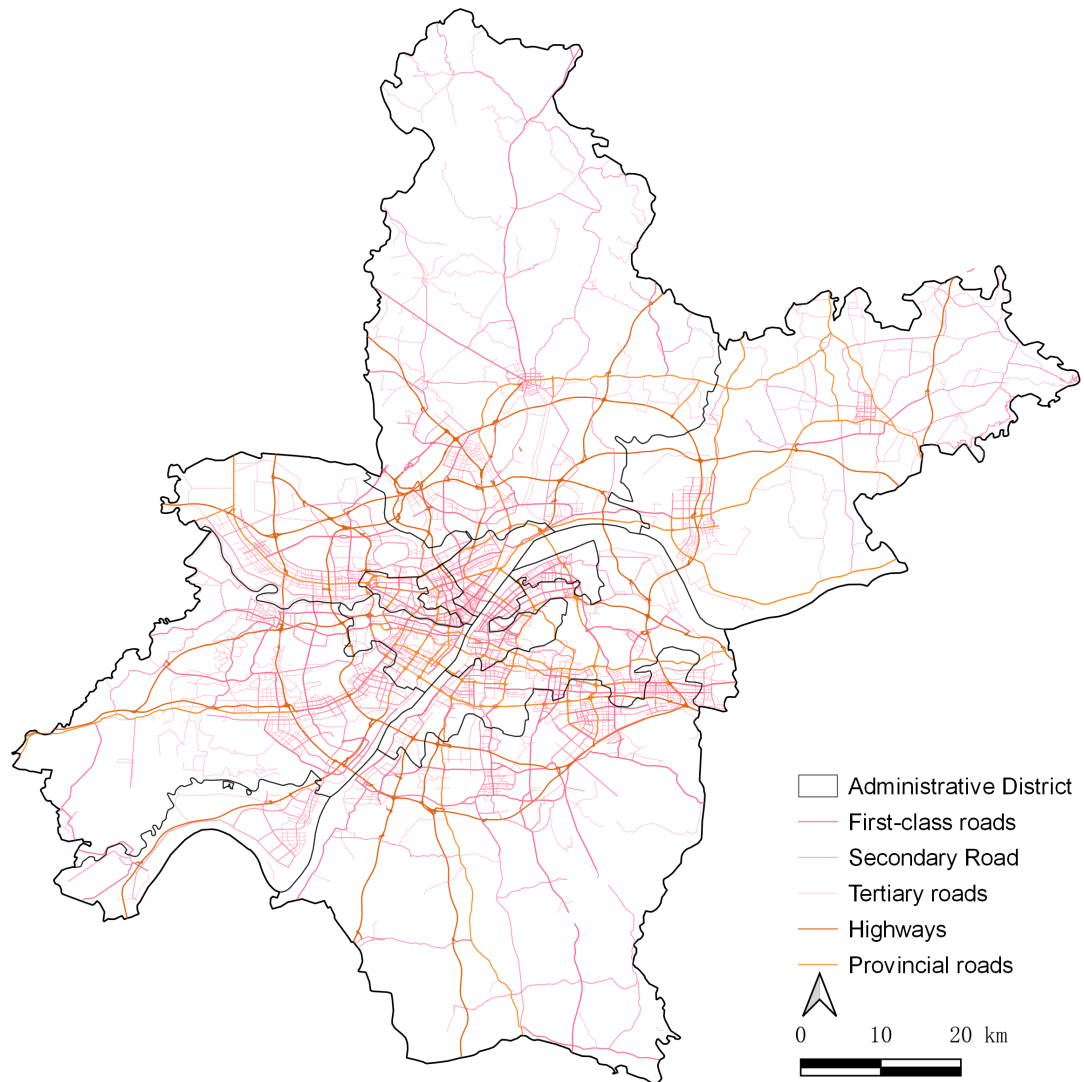 Administrative District
First-class roads
Secondary Road
Tertiary roads
Highways
Provincial roads
0 10 20 km